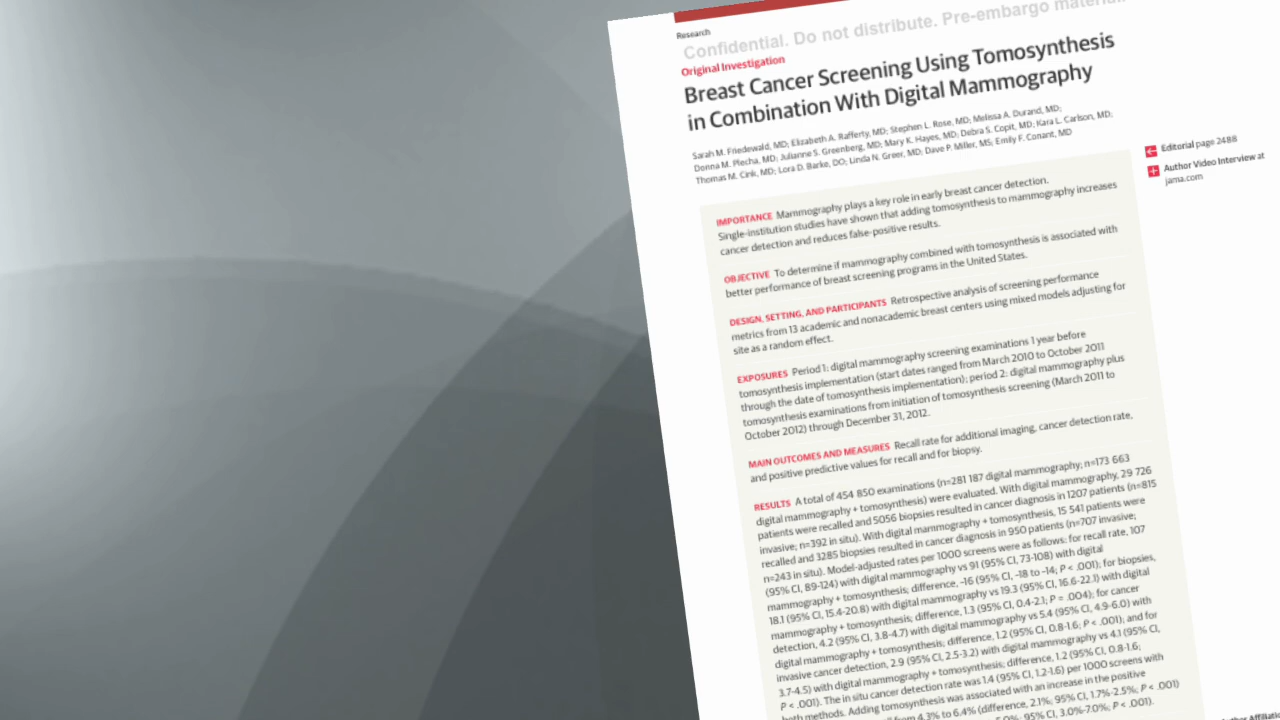 Research
Confidential. Do not distribute. Pre-embargo material.
Original Investigation
Breast Cancer Screening Using Tomosynthesis
in Combination With Digital Mammography
Sarah M. Friedewald, MD; Elizabeth A. Rafferty, MD; Stephen L. Rose, MD; Melissa A. Durand, MD;
Donna M. Plecha, MD; Julianne S. Greenberg, MD; Mary K. Hayes, MD; Debra S. Copit, MD; Kara L. Carlson, MD;
Thomas M. Cink, MD; Lora D. Barke, DO; Linda N. Greer, MD; Dave P. Miller, MS; Emily F. Conant, MD
Editorial page 2488
Author Video Interview at
jama.com
IMPORTANCE Mammography plays a key role in early breast cancer detection.
Single-institution studies have shown that adding tomosynthesis to mammography increases
cancer detection and reduces false-positive results.
OBJECTIVE To determine if mammography combined with tomosynthesis is associated with
better performance of breast screening programs in the United States.
DESIGN, SETTING, AND PARTICIPANTS Retrospective analysis of screening performance
metrics from 13 academic and nonacademic breast centers using mixed models adjusting for
site as a random effect.
EXPOSURES Period 1: digital mammography screening examinations 1 year before
tomosynthesis implementation (start dates ranged from March 2010 to October 2011
through the date of tomosynthesis implementation); period 2: digital mammography plus
tomosynthesis examinations from initiation of tomosynthesis screening (March 2011 to
October 2012) through December 31, 2012.
MAIN OUTCOMES AND MEASURES Recall rate for additional imaging, cancer detection rate,
and positive predictive values for recall and for biopsy.
RESULTS A total of 454 850 examinations (n=281 187 digital mammography; n=173 663
digital mammography + tomosynthesis) were evaluated. With digital mammography, 29 726
patients were recalled and 5056 biopsies resulted in cancer diagnosis in 1207 patients (n=815
invasive; n=392 in situ). With digital mammography + tomosynthesis, 15 541 patients were
recalled and 3285 biopsies resulted in cancer diagnosis in 950 patients (n=707 invasive;
n=243 in situ). Model-adjusted rates per 1000 screens were as follows: for recall rate, 107
(95% CI, 89-124) with digital mammography vs 91 (95% CI, 73-108) with digital
mammography + tomosynthesis; difference, -16 (95% CI, -18 to -14; P < .001); for biopsies,
18.1 (95% CI, 15.4-20.8) with digital mammography vs 19.3 (95% CI, 16.6-22.1) with digital
mammography + tomosynthesis; difference, 1.3 (95% CI, 0.4-2.1; P = .004); for cancer
detection, 4.2 (95% CI, 3.8-4.7) with digital mammography vs 5.4 (95% CI, 4.9-6.0) with
digital mammography + tomosynthesis; difference, 1.2 (95% CI, 0.8-1.6; P < .001); and for
invasive cancer detection, 2.9 (95% CI, 2.5-3.2) with digital mammography vs 4.1 (95% CI,
3.7-4.5) with digital mammography + tomosynthesis; difference, 1.2 (95% CI, 0.8-1.6;
P < .001). The in situ cancer detection rate was 1.4 (95% CI, 1.2-1.6) per 1000 screens with
both methods. Adding tomosynthesis was associated with an increase in the positive
from 4.3% to 6.4% (difference, 2.1%; 95% CI, 1.7%-2.5%; P < .001)
95% CI, 3.0%-7.0%; P < .001).